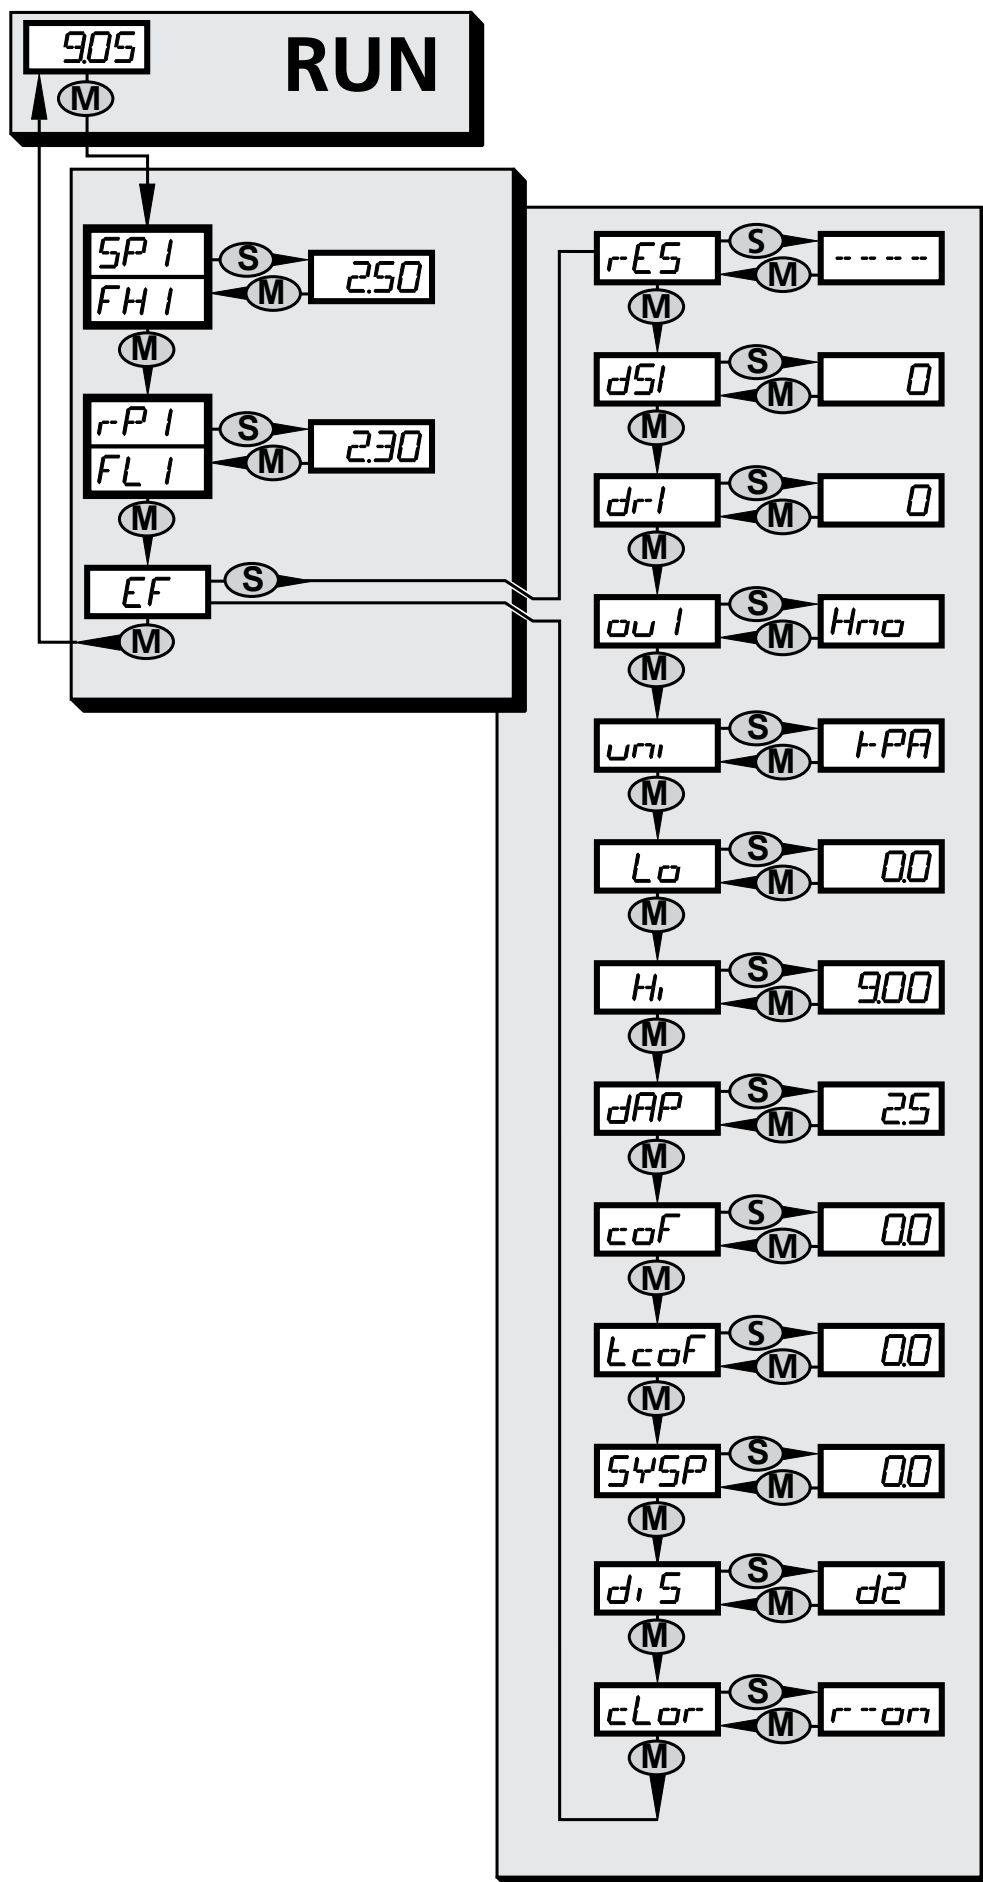 9.05
RUN
M
SP1
FH1
S
M
2.50
M
rP1
FL1
S
M
2.30
M
EF
S
M
rES
S
M
-----
M
dS1
S
M
0
M
dr1
S
M
0
M
ou1
S
M
Hno
M
uni
S
M
kPA
M
Lo
S
M
0.0
M
Hi
S
M
9.00
M
dAP
S
M
2.5
M
coF
S
M
0.0
M
tcoF
S
M
0.0
M
SYSP
S
M
0.0
M
diS
S
M
d2
M
cLor
S
M
r--on
M